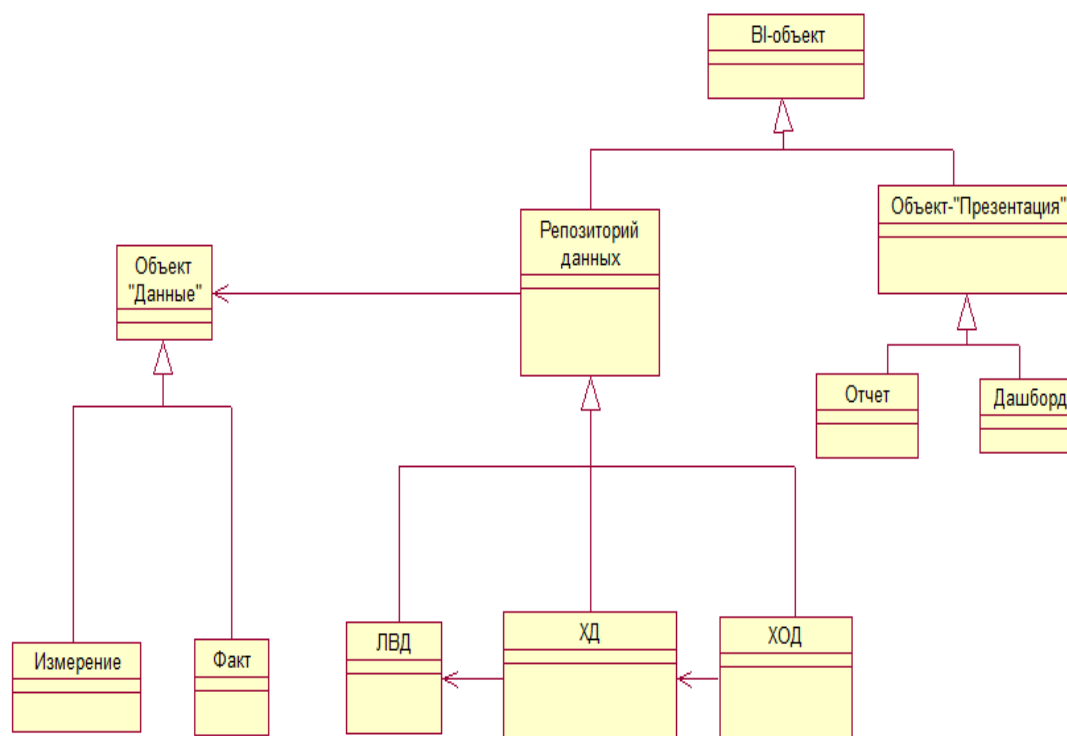 BI-объект
Объект-"Презентация"
Репозиторий
данных
Объект
"Данные"
Отчет
Дашборд
Измерение
Факт
ЛВД
ХД
ХОД